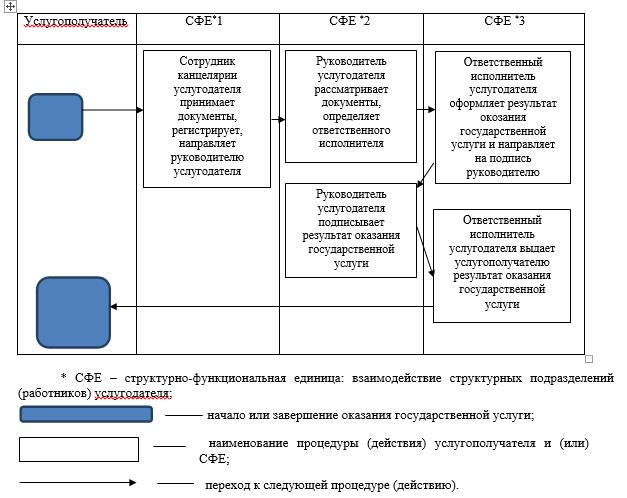 Услугополучатель
СФЕ*1
СФЕ *2
СФЕ *3
Сотрудник
канцелярии
услугодателя
принимает
документы,
регистрирует,
направляет
руководителю
услугодателя
Руководитель
услугодателя
рассматривает
документы,
определяет
ответственного
исполнителя
Ответственный
исполнитель
услугодателя
оформляет результат
окозания
государственной
услуги и направляет
на подпись
руководителю
Руководитель
услугодателя
подписывает
результат оказания
государственной
услуги
Ответственный
исполнитель
услугодателя выдает
услугополучателю
результат оказания
государственной
услуги
* СФЕ – структурно-функциональная единица: взаимодействие структурных подразделений
(работников) услугодателя;
начало или завершение оказания государственной услуги;
наименование процедуры (действия) услугополучателя и (или)
СФЕ;
переход к следующей процедуре (действию).